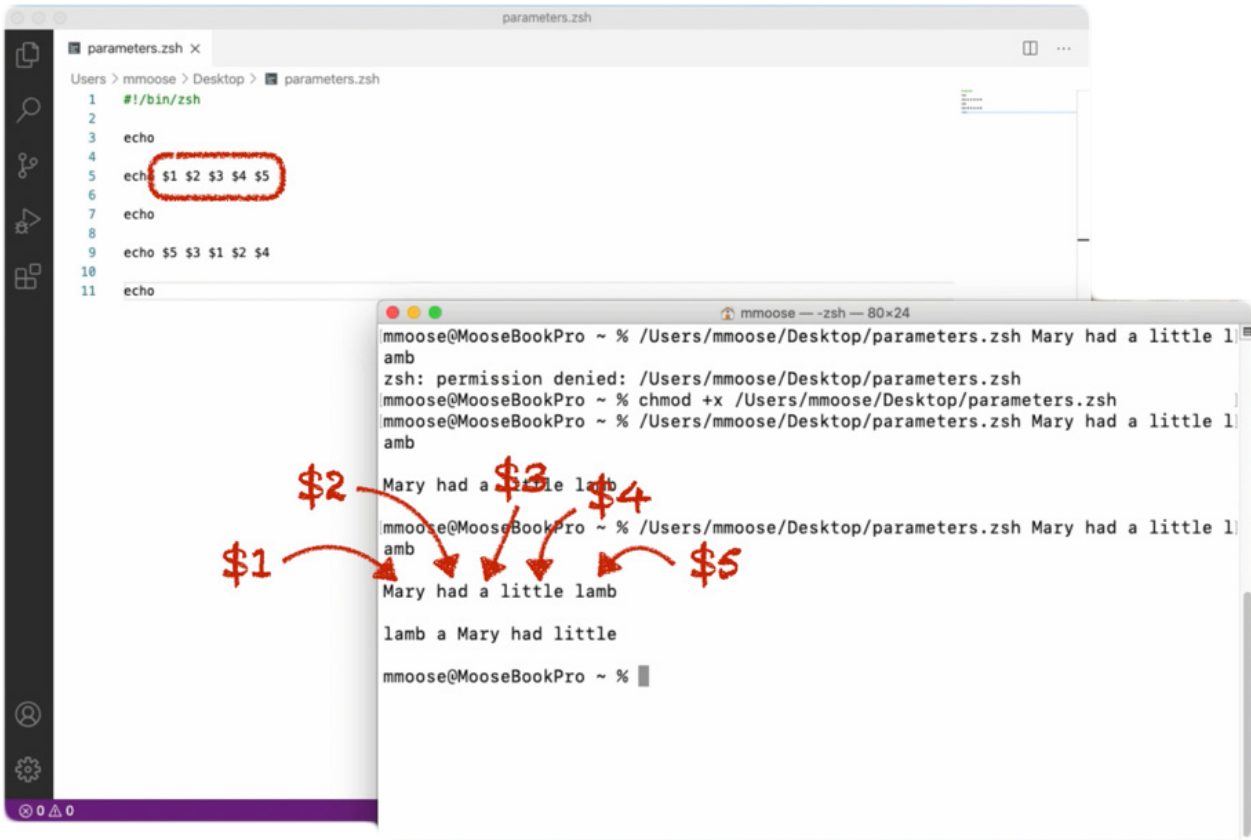 parameters.zsh
parameters.zsh ×
Users > mmoose > Desktop > parameters.zsh
1 #!/bin/zsh
2
3 echo
4
5 echo $1 $2 $3 $4 $5
6
7 echo
8
9 echo $5 $3 $1 $2 $4
10
11 echo
mmoose — -zsh — 80×24
mmoose@MooseBookPro ~ % /Users/mmoose/Desktop/parameters.zsh Mary had a little l
amb
zsh: permission denied: /Users/mmoose/Desktop/parameters.zsh
mmoose@MooseBookPro ~ % chmod +x /Users/mmoose/Desktop/parameters.zsh
mmoose@MooseBookPro ~ % /Users/mmoose/Desktop/parameters.zsh Mary had a little l
amb
$2 $3 $4
Mary had a little lamb
mmoose@MooseBookPro ~ % /Users/mmoose/Desktop/parameters.zsh Mary had a little l
amb
$1 $5
Mary had a little lamb
lamb a Mary had little
mmoose@MooseBookPro ~ %
0 0